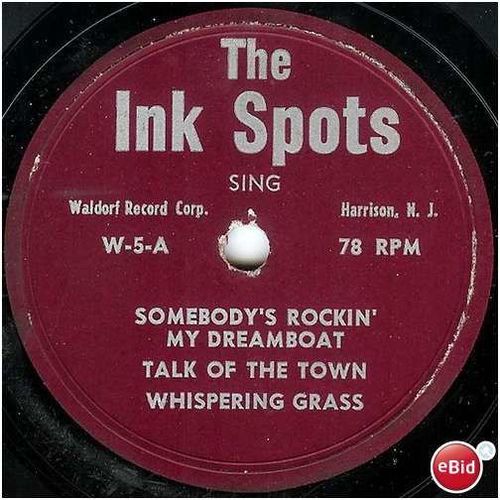 The
Ink Spots
SING
Waldorf Record Corp. Harrison, N. J.
W-5-A 78 RPM
SOMEBODY'S ROCKIN'
MY DREAMBOAT
TALK OF THE TOWN
WHISPERING GRASS
eBid